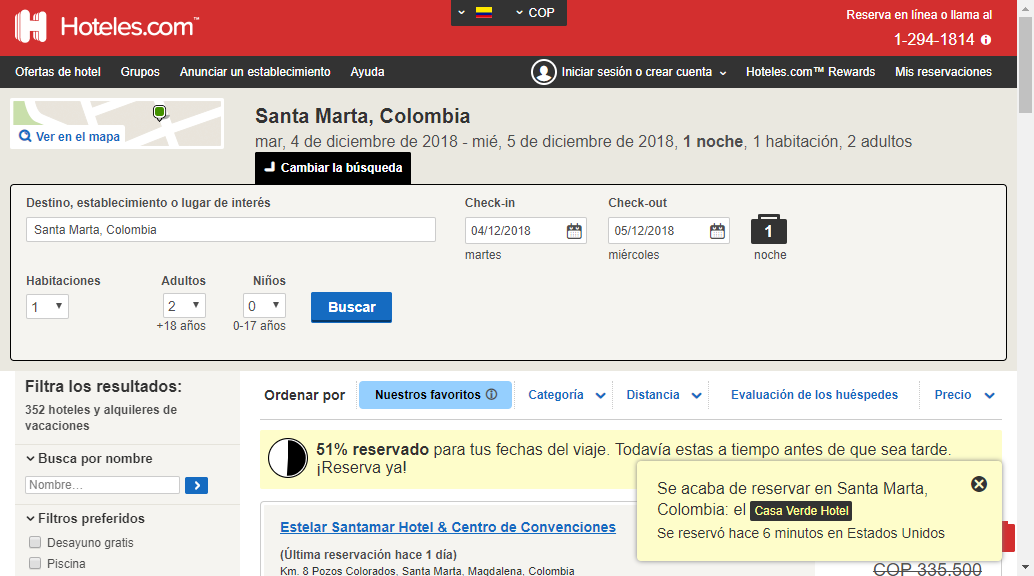 Hoteles.com™
COP
Reserva en línea o llama al
1-294-1814
Ofertas de hotel Grupos Anunciar un establecimiento Ayuda Iniciar sesión o crear cuenta Hoteles.com™ Rewards Mis reservaciones
Ver en el mapa
Santa Marta, Colombia
mar, 4 de diciembre de 2018 - mié, 5 de diciembre de 2018, 1 noche, 1 habitación, 2 adultos
Cambiar la búsqueda
Destino, establecimiento o lugar de interés Check-in Check-out
Santa Marta, Colombia 04/12/2018 05/12/2018 1
martes miércoles noche
Habitaciones Adultos Niños
1 2 0 Buscar
+18 años 0-17 años
Filtra los resultados:
352 hoteles y alquileres de
vacaciones
Busca por nombre
Nombre...
Filtros preferidos
Desayuno gratis
Piscina
Ordenar por Nuestros favoritos Categoría Distancia Evaluación de los huéspedes Precio
51% reservado para tus fechas del viaje. Todavía estas a tiempo antes de que sea tarde.
¡Reserva ya!
Estelar Santamar Hotel & Centro de Convenciones
(Última reservación hace 1 día)
Km. 8 Pozos Colorados, Santa Marta, Magdalena, Colombia
Se acaba de reservar en Santa Marta,
Colombia: el Casa Verde Hotel
Se reservó hace 6 minutos en Estados Unidos
COP 335.500